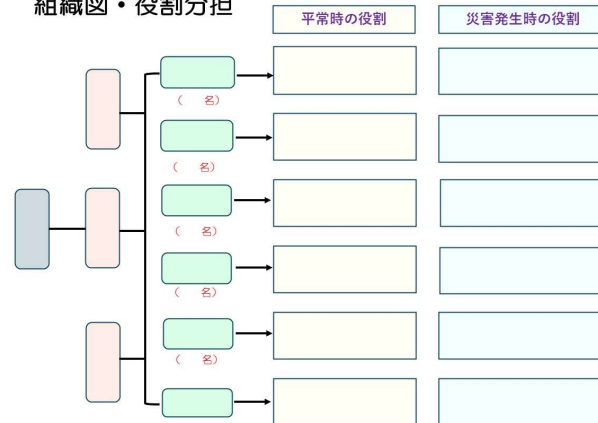 組織図・役割分担
平常時の役割
災害発生時の役割
（　　名）
（　　名）
（　　名）
（　　名）
（　　名）